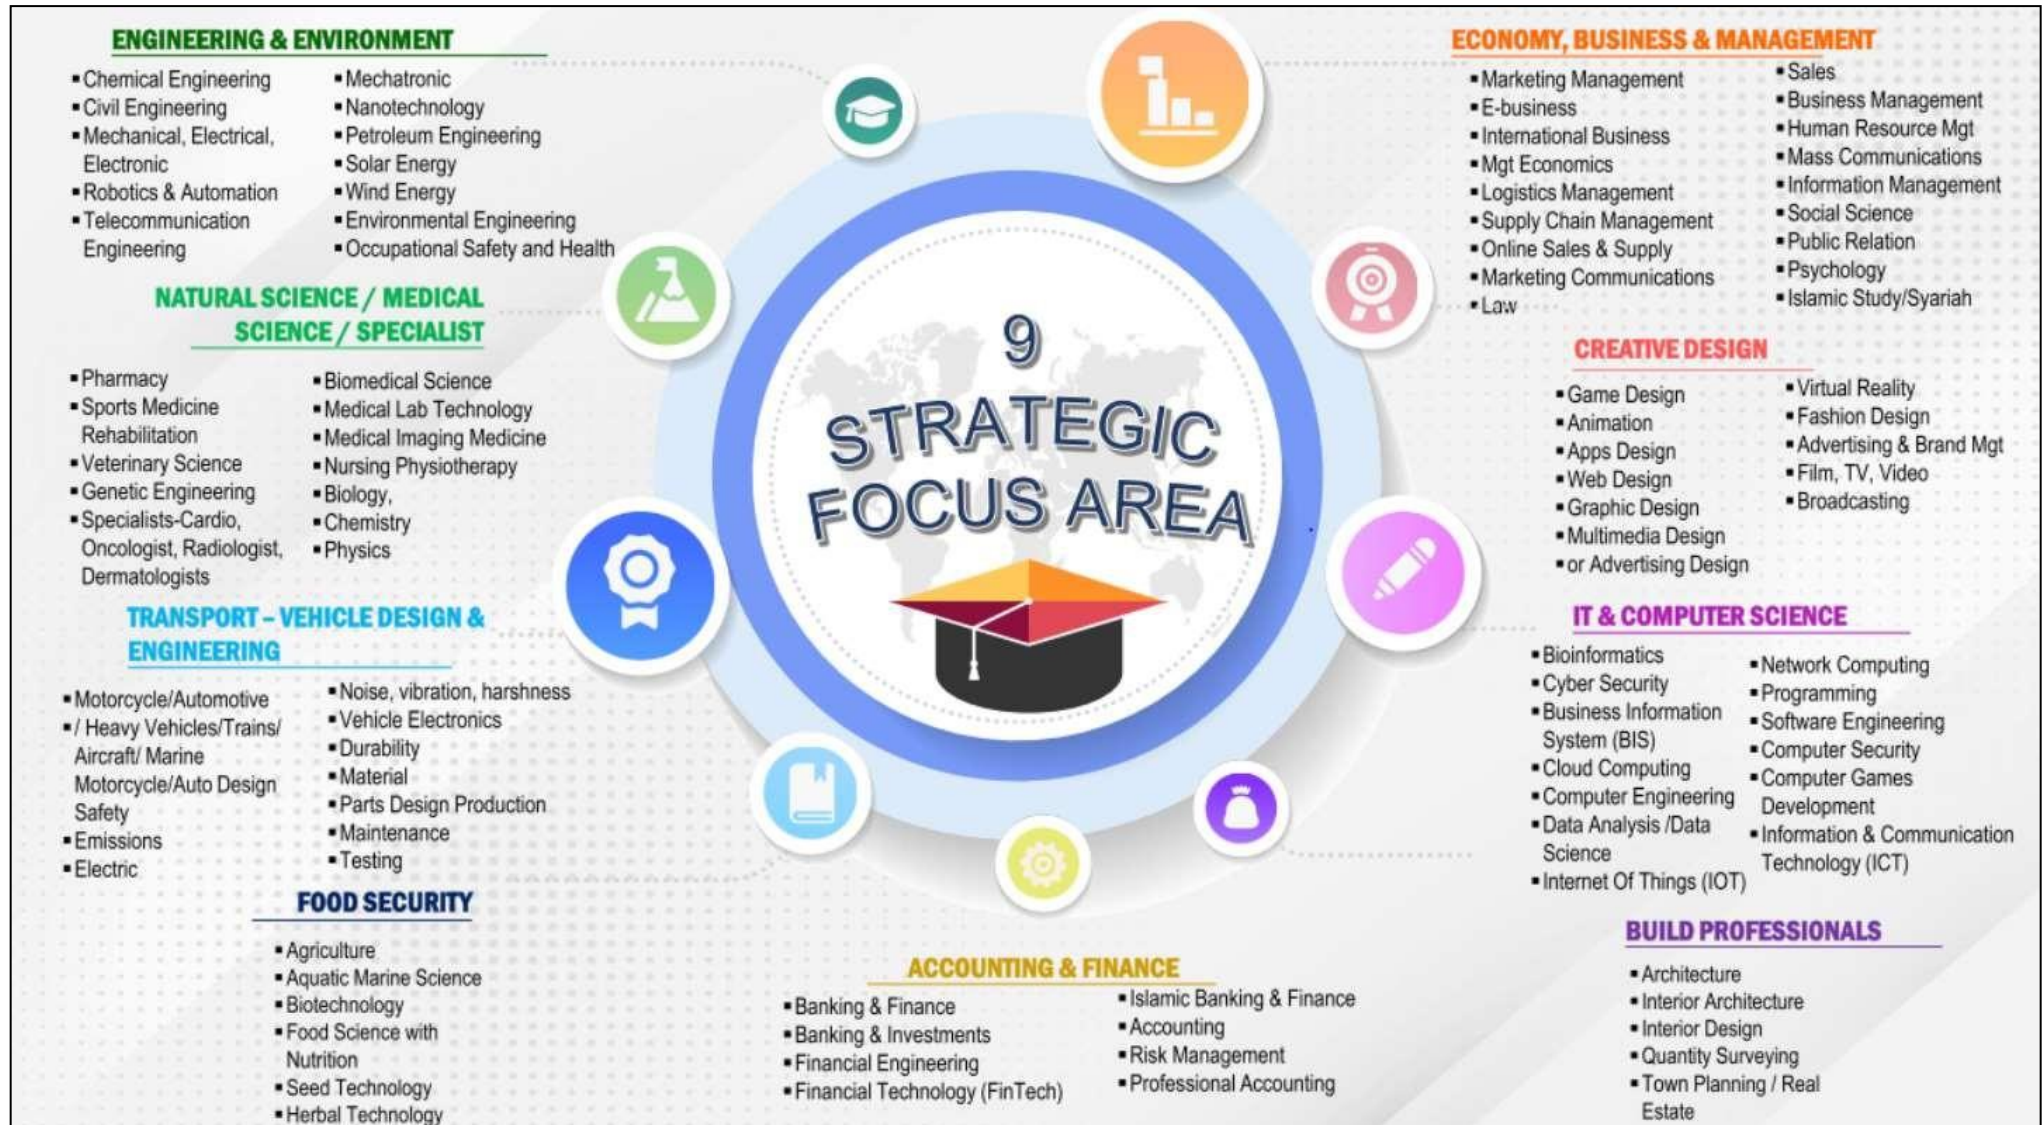 ENGINEERING & ENVIRONMENT
▪Chemical Engineering
▪Civil Engineering
▪Mechanical, Electrical,
Electronic
▪Robotics & Automation
▪Telecommunication
Engineering
▪Mechatronic
▪Nanotechnology
▪Petroleum Engineering
▪Solar Energy
▪Wind Energy
▪Environmental Engineering
▪Occupational Safety and Health
NATURAL SCIENCE / MEDICAL
SCIENCE / SPECIALIST
▪Pharmacy
▪Sports Medicine
Rehabilitation
▪Veterinary Science
▪Genetic Engineering
▪Specialists-Cardio,
Oncologist, Radiologist,
Dermatologists
▪Biomedical Science
▪Medical Lab Technology
▪Medical Imaging Medicine
▪Nursing Physiotherapy
▪Biology,
▪Chemistry
▪Physics
TRANSPORT – VEHICLE DESIGN &
ENGINEERING
▪Motorcycle/Automotive
▪/ Heavy Vehicles/Trains/
Aircraft/ Marine
Motorcycle/Auto Design
Safety
▪Emissions
▪Electric
▪Noise, vibration, harshness
▪Vehicle Electronics
▪Durability
▪Material
▪Parts Design Production
▪Maintenance
▪Testing
FOOD SECURITY
▪Agriculture
▪Aquatic Marine Science
▪Biotechnology
▪Food Science with
Nutrition
▪Seed Technology
▪Herbal Technology
9
STRATEGIC
FOCUS AREA
ACCOUNTING & FINANCE
▪Banking & Finance
▪Banking & Investments
▪Financial Engineering
▪Financial Technology (FinTech)
▪Islamic Banking & Finance
▪Accounting
▪Risk Management
▪Professional Accounting
ECONOMY, BUSINESS & MANAGEMENT
▪Marketing Management
▪E-business
▪International Business
▪Mgt Economics
▪Logistics Management
▪Supply Chain Management
▪Online Sales & Supply
▪Marketing Communications
▪Law
▪Sales
▪Business Management
▪Human Resource Mgt
▪Mass Communications
▪Information Management
▪Social Science
▪Public Relation
▪Psychology
▪Islamic Study/Syariah
CREATIVE DESIGN
▪Game Design
▪Animation
▪Apps Design
▪Web Design
▪Graphic Design
▪Multimedia Design
▪or Advertising Design
▪Virtual Reality
▪Fashion Design
▪Advertising & Brand Mgt
▪Film, TV, Video
▪Broadcasting
IT & COMPUTER SCIENCE
▪Bioinformatics
▪Cyber Security
▪Business Information
System (BIS)
▪Cloud Computing
▪Computer Engineering
▪Data Analysis /Data
Science
▪Internet Of Things (IOT)
▪Network Computing
▪Programming
▪Software Engineering
▪Computer Security
▪Computer Games
Development
▪Information & Communication
Technology (ICT)
BUILD PROFESSIONALS
▪Architecture
▪Interior Architecture
▪Interior Design
▪Quantity Surveying
▪Town Planning / Real
Estate